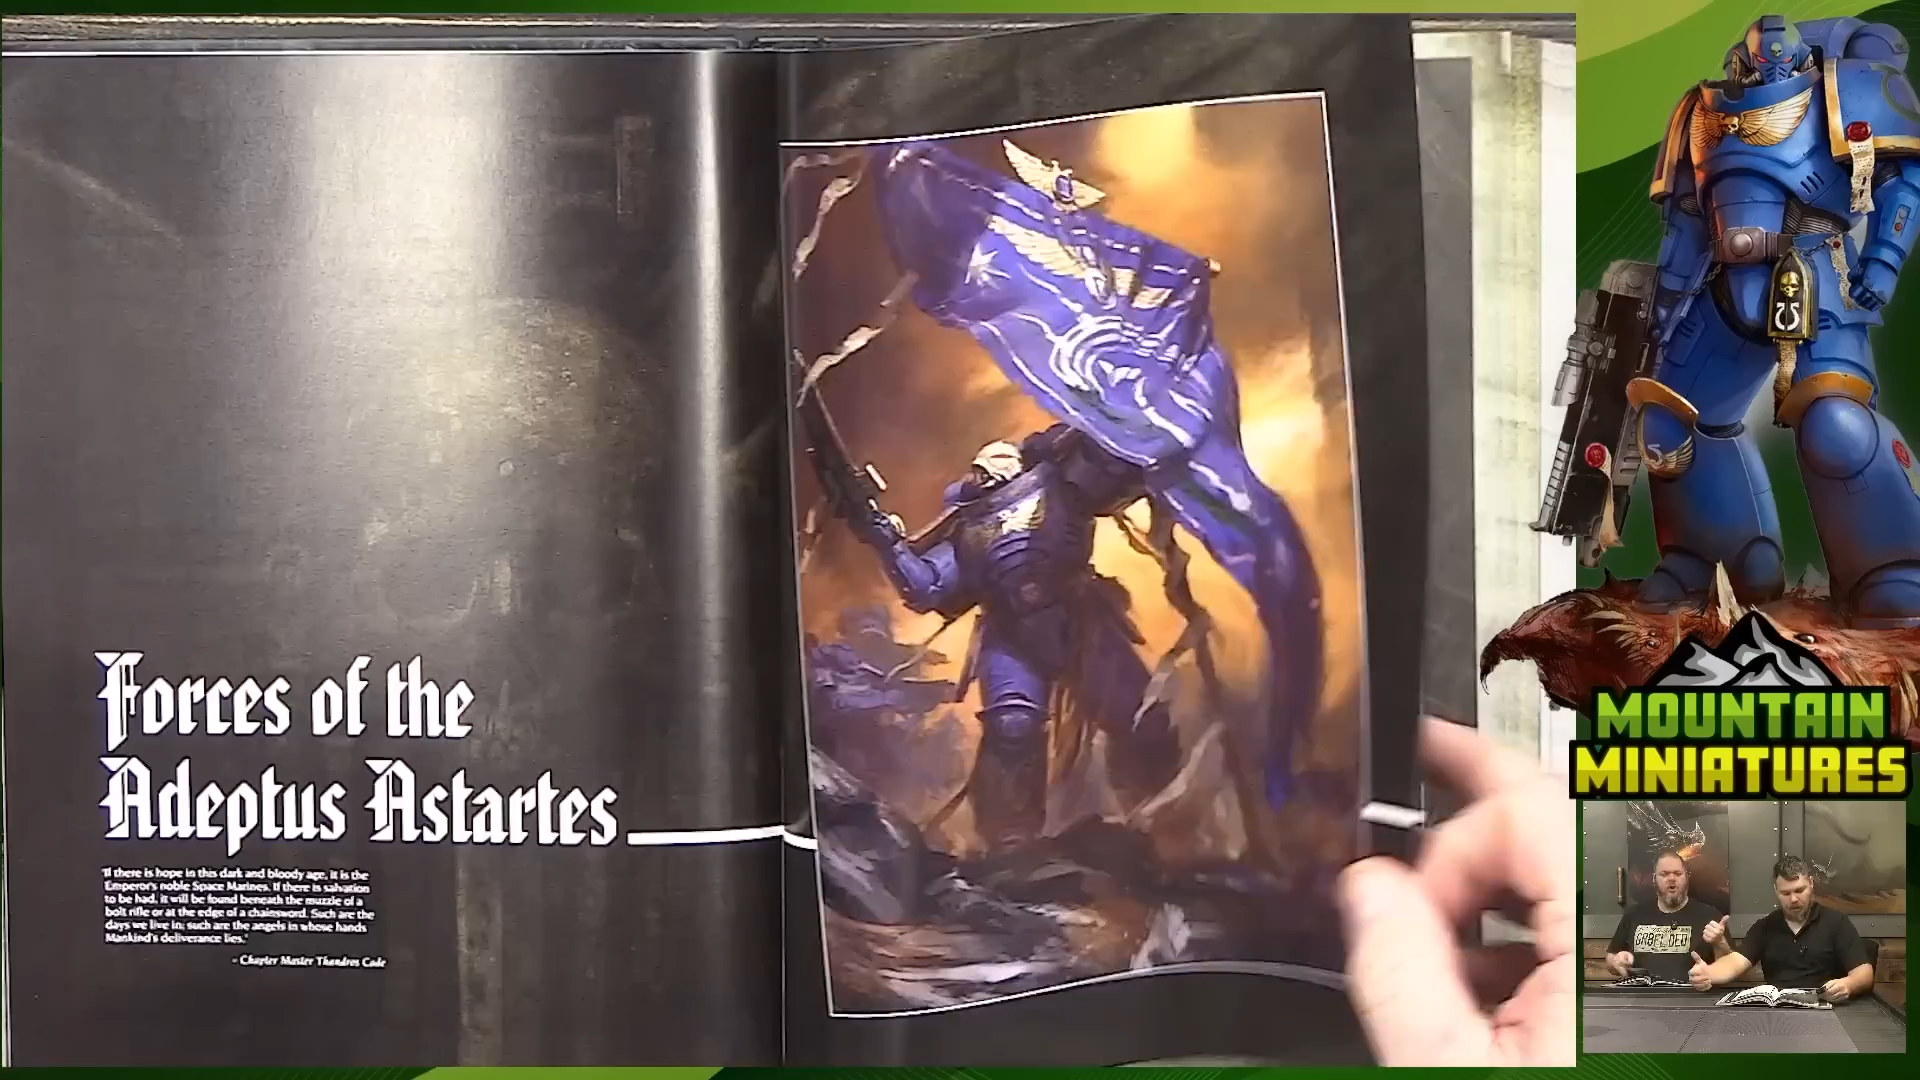 Forces of the
Adeptus Astartes
"If there is hope in this dark and bloody age, it is the
Emperor's noble Space Marines. If there is salvation
to be had, it will be found beneath the muzzle of a
bolt rifle or at the edge of a chainsword. Such are the
days we live in; such are the angels in whose hands
Mankind's deliverance lies."
- Chapter Master Thandros Cade
MOUNTAIN
MINIATURES